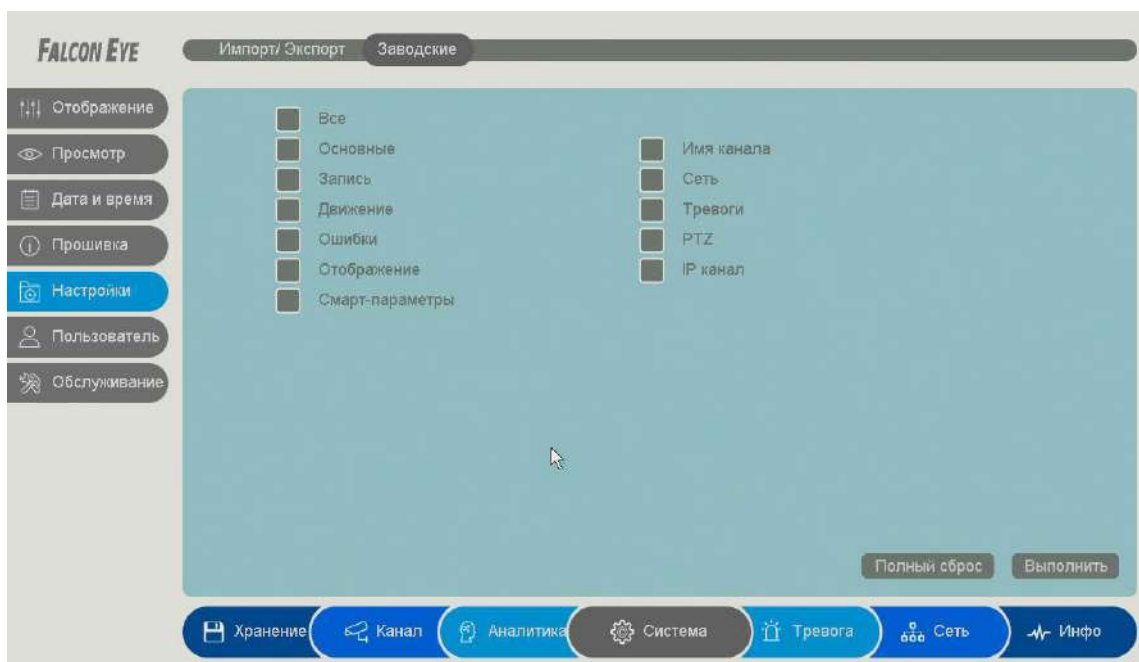 FALCON EYE
Импорт/ Экспорт Заводские
Отображение
Просмотр
Дата и время
Прошивка
Настройки
Пользователь
Обслуживание
Все
Основные
Запись
Движение
Ошибки
Отображение
Смарт-параметры
Имя канала
Сеть
Тревоги
PTZ
IP канал
Полный сброс Выполнить
Хранение Канал Аналитика Система Тревога Сеть Инфо